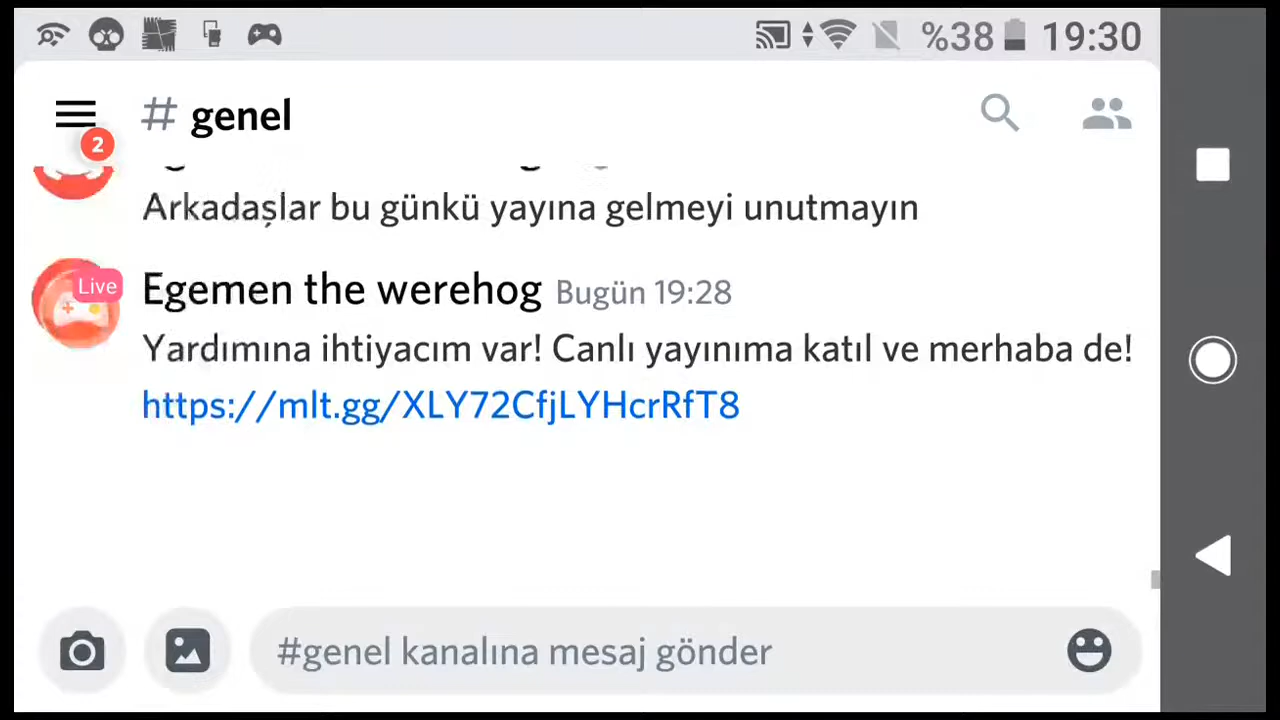 %38 19:30
# genel
2
Arkadaşlar bu günkü yayına gelmeyi unutmayın
Live
Egemen the werehog Bugün 19:28
Yardımına ihtiyacım var! Canlı yayınıma katıl ve merhaba de!
https://mlt.gg/XLY72CfjLYHcrRfT8
#genel kanalına mesaj gönder